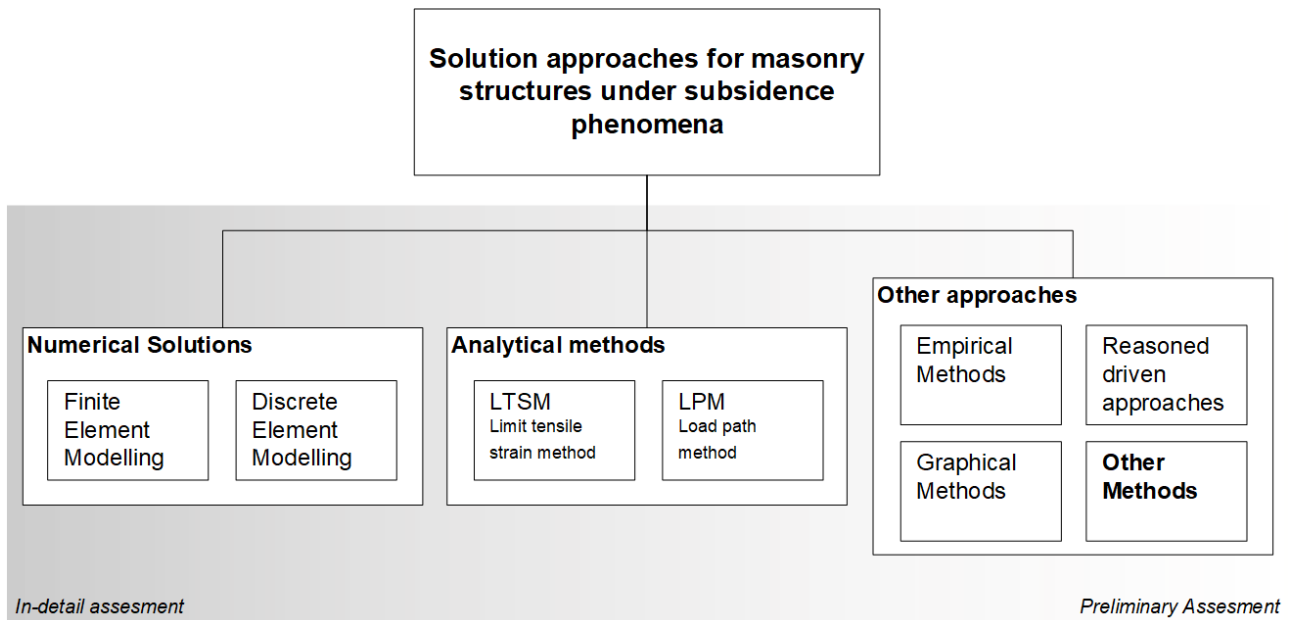 Solution approaches for masonry
structures under subsidence
phenomena
Numerical Solutions
Finite
Element
Modelling
Discrete
Element
Modelling
Analytical methods
LTSM
Limit tensile
strain method
LPM
Load path
method
Other approaches
Empirical
Methods
Reasoned
driven
approaches
Graphical
Methods
Other
Methods
In-detail assesment
Preliminary Assesment